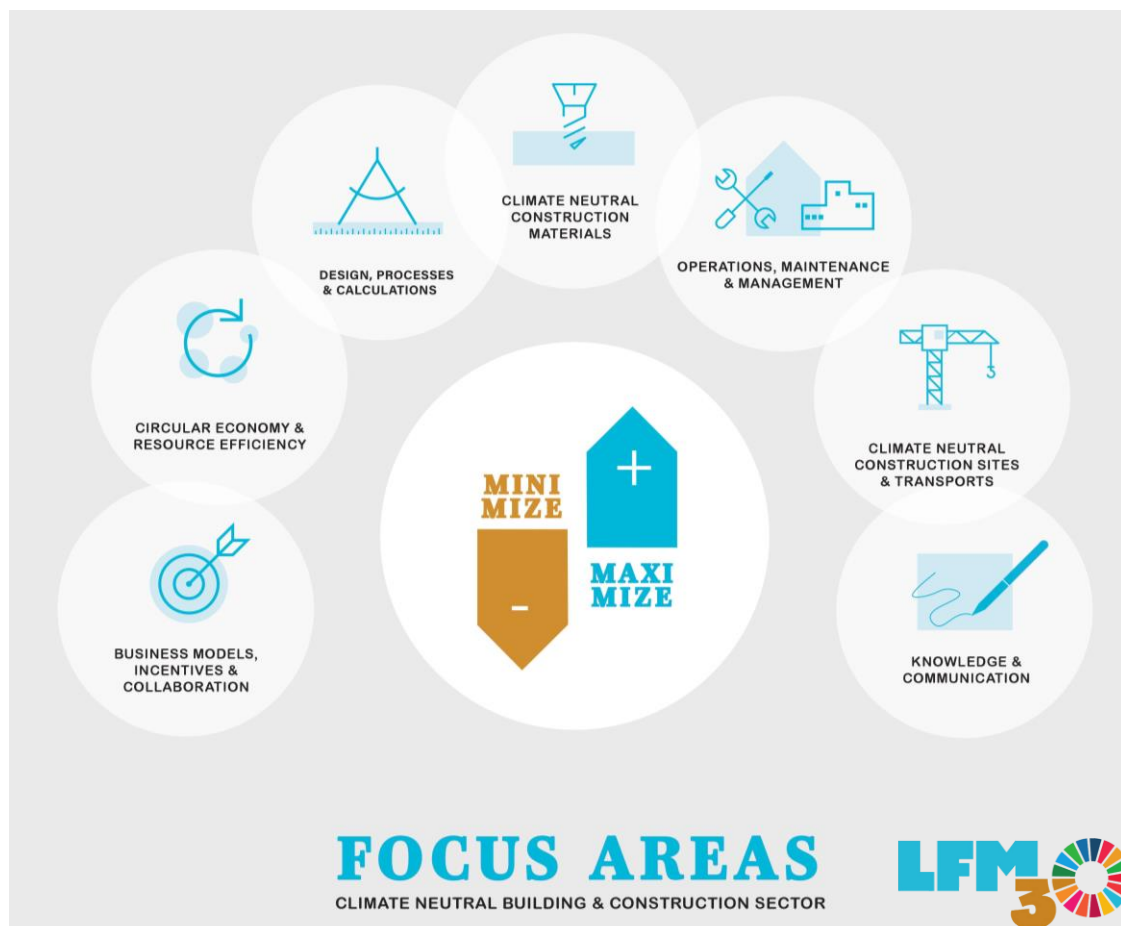 CLIMATE NEUTRAL
CONSTRUCTION
MATERIALS
DESIGN, PROCESSES
& CALCULATIONS
OPERATIONS, MAINTENANCE
& MANAGEMENT
CIRCULAR ECONOMY &
RESOURCE EFFICIENCY
CLIMATE NEUTRAL
CONSTRUCTION SITES
& TRANSPORTS
BUSINESS MODELS,
INCENTIVES &
COLLABORATION
KNOWLEDGE &
COMMUNICATION
MINI
MIZE
-
+
MAXI
MIZE
FOCUS AREAS
CLIMATE NEUTRAL BUILDING & CONSTRUCTION SECTOR
LFM
30